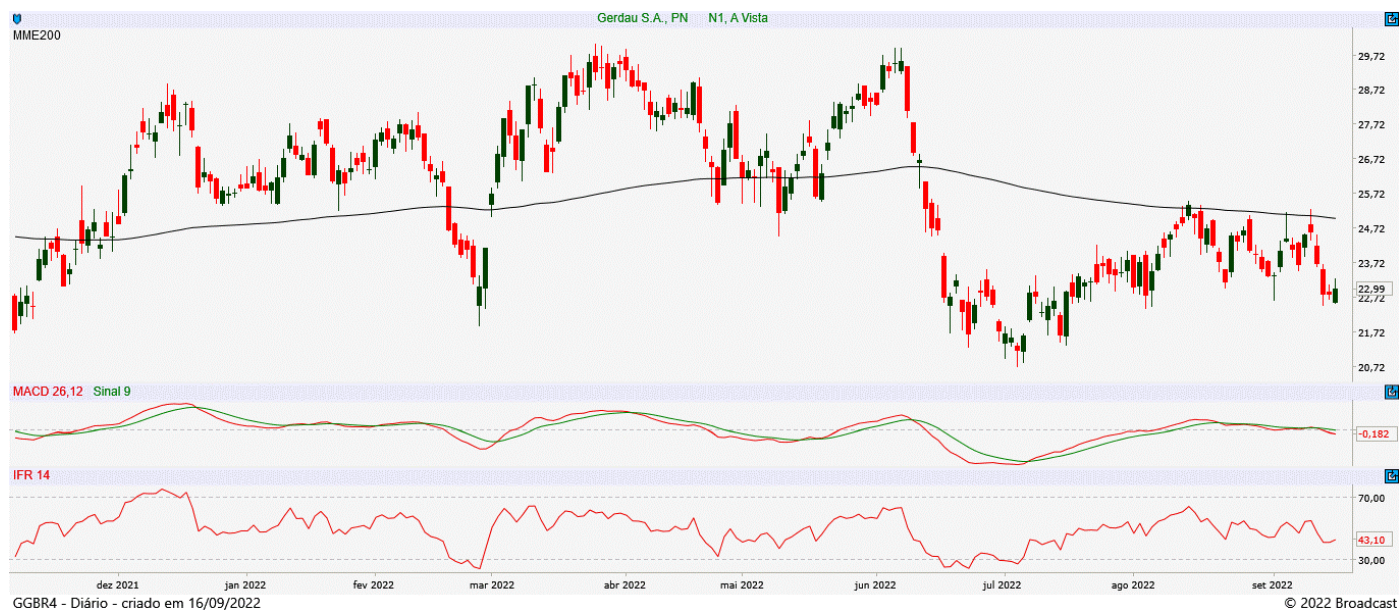 Gerdau S.A., PN N1, A Vista
MME200
29,72
28,72
27,72
26,72
25,72
24,72
23,72
22,99
22,72
21,72
20,72
MACD 26,12 Sinal 9
-0,182
IFR 14
70,00
43,10
30,00
dez 2021 jan 2022 fev 2022 mar 2022 abr 2022 mai 2022 jun 2022 jul 2022 ago 2022 set 2022
GGBR4 - Diário - criado em 16/09/2022 © 2022 Broadcast